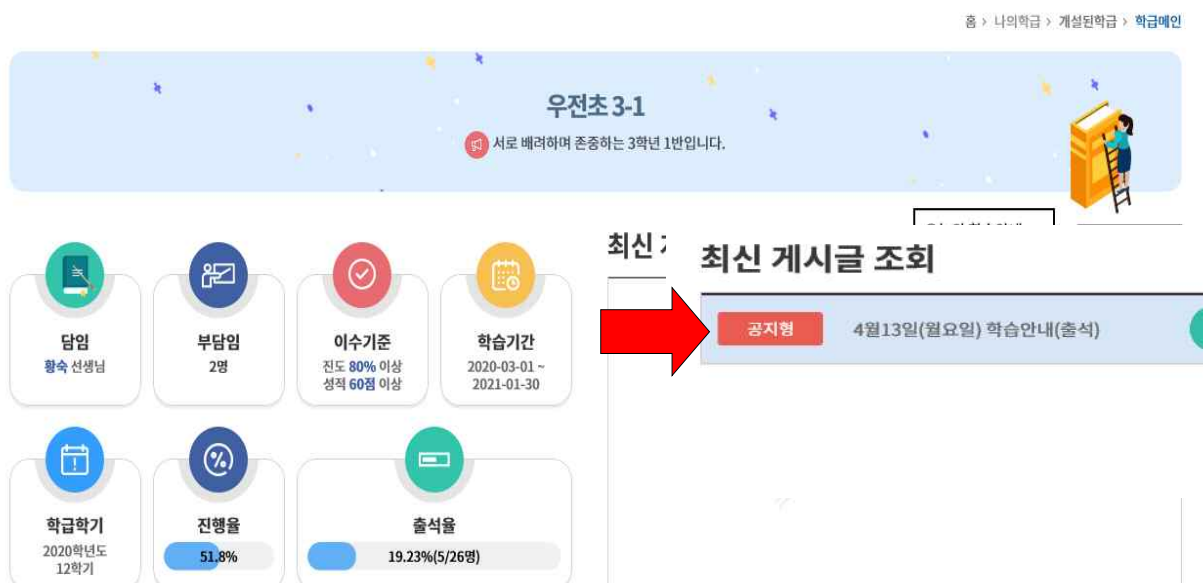 홈 > 나의학급 > 개설된학급 > 학급메인
우전초 3-1
서로 배려하며 존중하는 3학년 1반입니다.
담임
황숙 선생님
부담임
2명
이수기준
진도 80% 이상
성적 60점 이상
학습기간
2020-03-01 ~
2021-01-30
학급학기
2020학년도
12학기
진행율
51.8%
출석율
19.23%(5/26명)
최신
최신 게시글 조회
공지형 4월13일(월요일) 학습안내(출석)